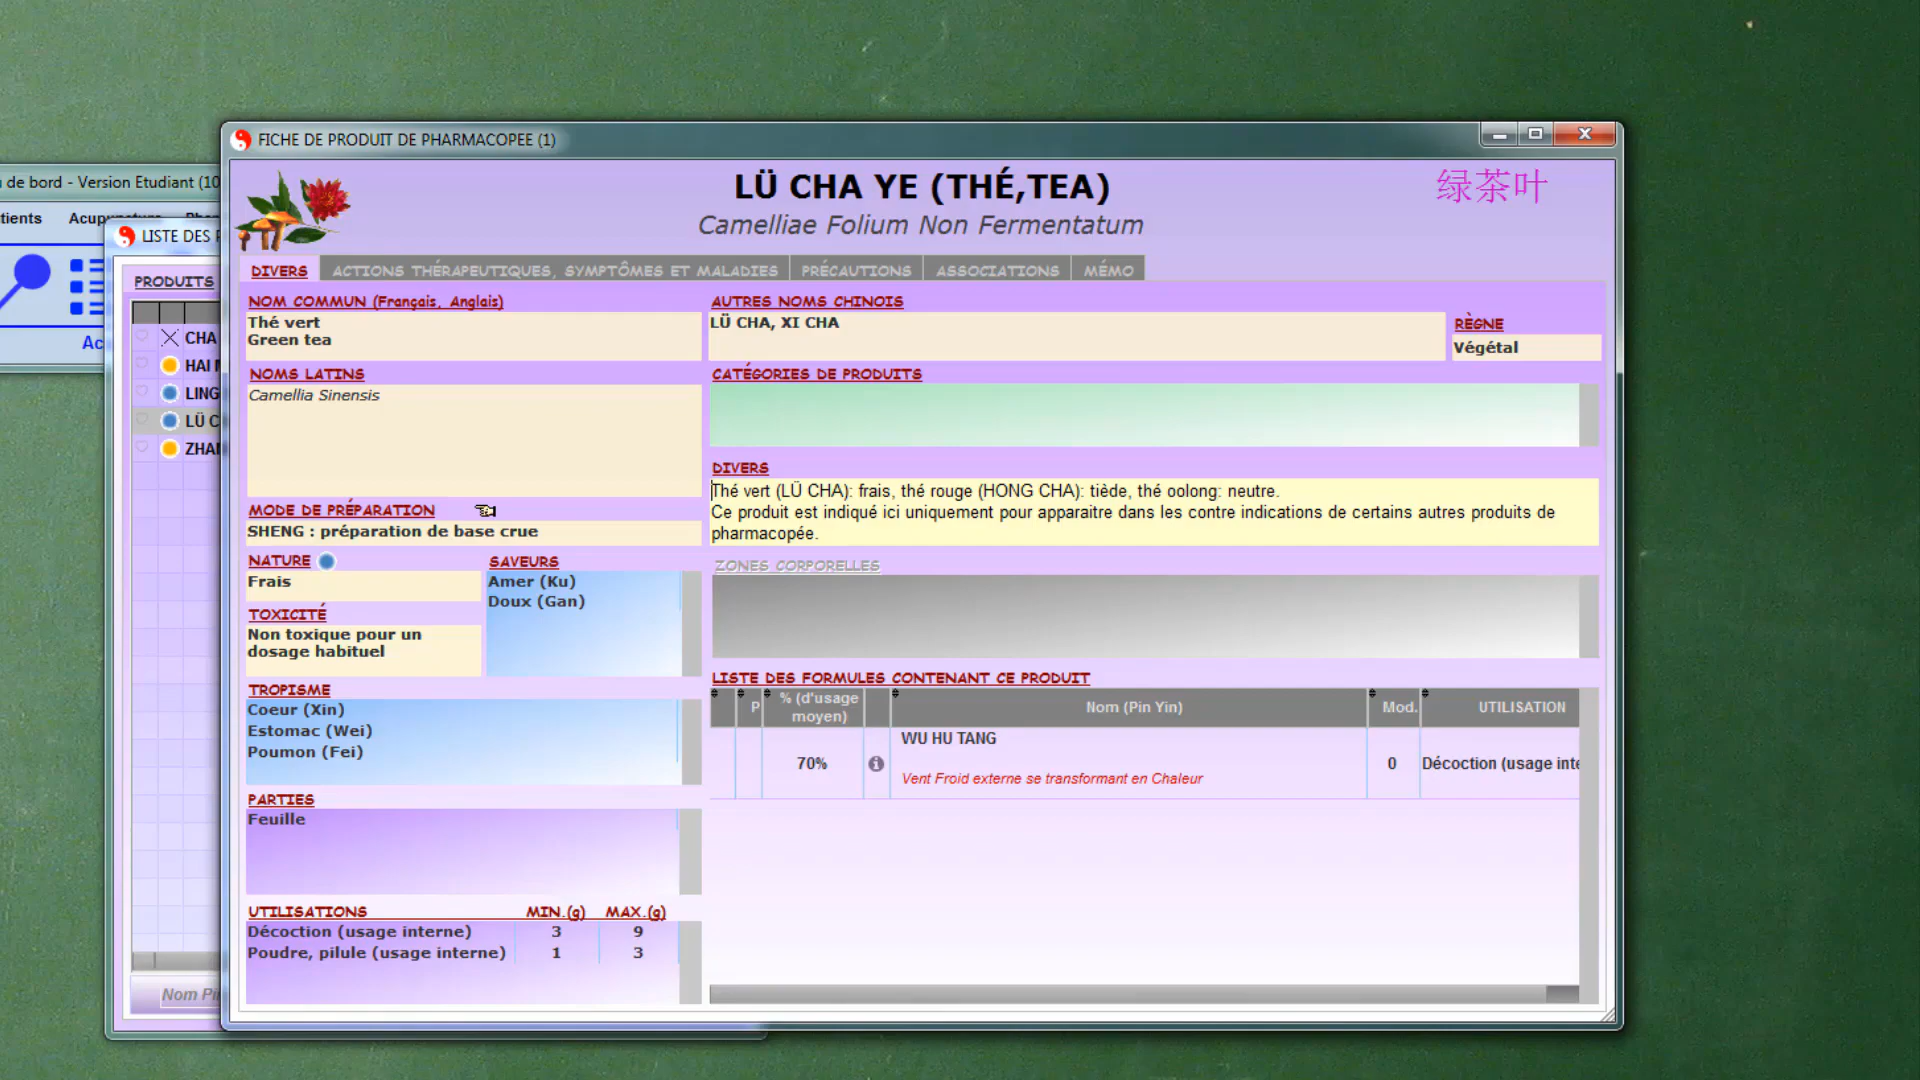 FICHE DE PRODUIT DE PHARMACOPEE (1)
LÜ CHA YE (THÉ,TEA)
绿茶叶
Camelliae Folium Non Fermentatum
de bord - Version Etudiant (10
tients
LISTE DES
PRODUITS
CHA
HAI
LING
LÜ C
ZHA
Nom Pi
DIVERS
ACTIONS THÉRAPEUTIQUES, SYMPTÔMES ET MALADIES
PRÉCAUTIONS
ASSOCIATIONS
MÉMO
NOM COMMUN (Français, Anglais)
Thé vert
Green tea
NOMS LATINS
Camellia Sinensis
MODE DE PRÉPARATION
SHENG : préparation de base crue
NATURE
Frais
SAVEURS
Amer (Ku)
Doux (Gan)
TOXICITÉ
Non toxique pour un
dosage habituel
TROPISME
Coeur (Xin)
Estomac (Wei)
Poumon (Fei)
PARTIES
Feuille
UTILISATIONS MIN.(g) MAX.(g)
Décoction (usage interne) 3 9
Poudre, pilule (usage interne) 1 3
AUTRES NOMS CHINOIS
LÜ CHA, XI CHA
RÈGNE
Végétal
CATÉGORIES DE PRODUITS
DIVERS
Thé vert (LÜ CHA): frais, thé rouge (HONG CHA): tiède, thé oolong: neutre.
Ce produit est indiqué ici uniquement pour apparaitre dans les contre indications de certains autres produits de
pharmacopée.
ZONES CORPORELLES
LISTE DES FORMULES CONTENANT CE PRODUIT
P
% (d'usage
moyen)
Nom (Pin Yin)
Mod.
UTILISATION
70%
WU HU TANG
Vent Froid externe se transformant en Chaleur
0
Décoction (usage inte